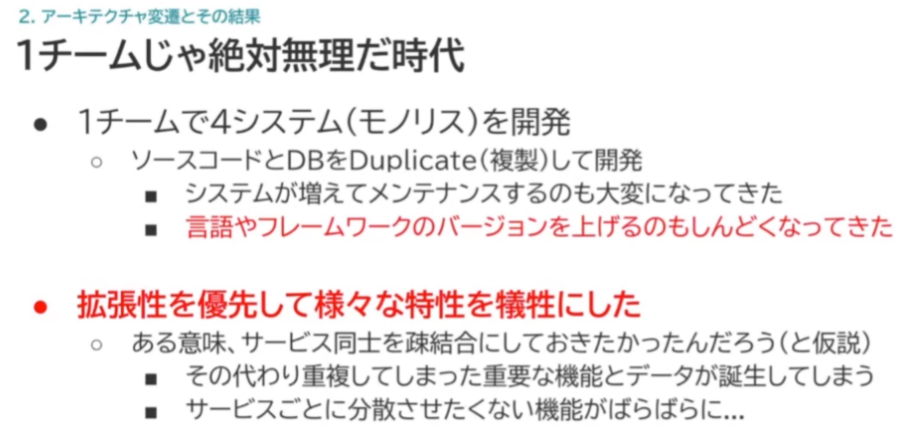 2. アーキテクチャ変遷とその結果
1チームじゃ絶対無理だ時代
● 1チームで4システム(モノリス)を開発
○ ソースコードとDBをDuplicate(複製)して開発
■ システムが増えてメンテナンスするのも大変になってきた
■ 言語やフレームワークのバージョンを上げるのもしんどくなってきた
● 拡張性を優先して様々な特性を犠牲にした
○ ある意味、サービス同士を疎結合にしておきたかったんだろう(と仮説)
■ その代わり重複してしまった重要な機能とデータが誕生してしまう
■ サービスごとに分散させたくない機能がばらばらに...